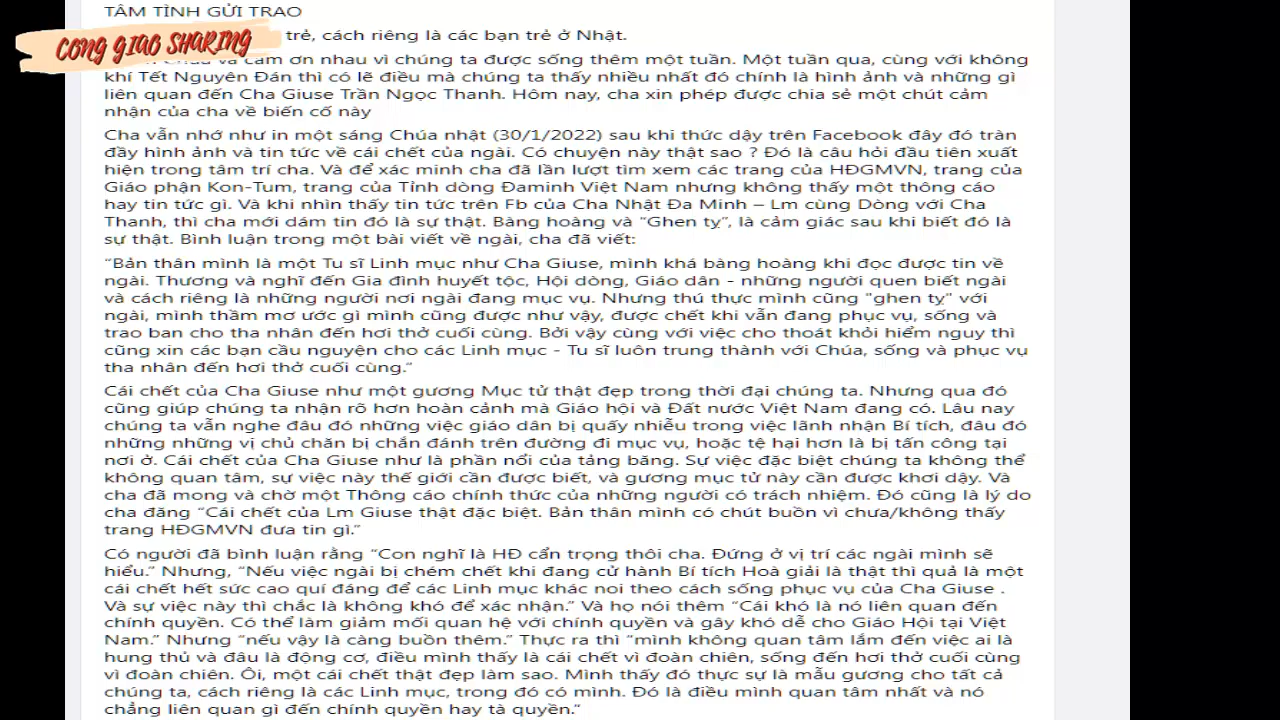 TÂM TÌNH GỬI TRAO
CONG GIAO SHARING
trẻ, cách riêng là các bạn trẻ ở Nhật.
và cảm ơn nhau vì chúng ta được sống thêm một tuần. Một tuần qua, cùng với không
khí Tết Nguyên Đán thì có lẽ điều mà chúng ta thấy nhiều nhất đó chính là hình ảnh và những gì
liên quan đến Cha Giuse Trần Ngọc Thanh. Hôm nay, cha xin phép được chia sẻ một chút cảm
nhận của cha về biến cố này
Cha vẫn nhớ như in một sáng Chúa nhật (30/1/2022) sau khi thức dậy trên Facebook đây đó tràn
đầy hình ảnh và tin tức về cái chết của ngài. Có chuyện này thật sao ? Đó là câu hỏi đầu tiên xuất
hiện trong tâm trí cha. Và để xác minh cha đã lần lượt tìm xem các trang của HĐGMVN, trang của
Giáo phận Kon-Tum, trang của Tỉnh dòng Đaminh Việt Nam nhưng không thấy một thông cáo
hay tin tức gì. Và khi nhìn thấy tin tức trên Fb của Cha Nhật Đa Minh – Lm cùng Dòng với Cha
Thanh, thì cha mới dám tin đó là sự thật. Bàng hoàng và “Ghen tỵ”, là cảm giác sau khi biết đó là
sự thật. Bình luận trong một bài viết về ngài, cha đã viết:
“Bản thân mình là một Tu sĩ Linh mục như Cha Giuse, mình khá bàng hoàng khi đọc được tin về
ngài. Thương và nghĩ đến Gia đình huyết tộc, Hội dòng, Giáo dân - những người quen biết ngài
và cách riêng là những người nơi ngài đang mục vụ. Nhưng thú thực mình cũng "ghen tỵ" với
ngài, mình thầm mơ ước gì mình cũng được như vậy, được chết khi vẫn đang phục vụ, sống và
trao ban cho tha nhân đến hơi thở cuối cùng. Bởi vậy cùng với việc cho thoát khỏi hiểm nguy thì
cũng xin các bạn cầu nguyện cho các Linh mục - Tu sĩ luôn trung thành với Chúa, sống và phục vụ
tha nhân đến hơi thở cuối cùng.”
Cái chết của Cha Giuse như một gương Mục tử thật đẹp trong thời đại chúng ta. Nhưng qua đó
cũng giúp chúng ta nhận rõ hơn hoàn cảnh mà Giáo hội và Đất nước Việt Nam đang có. Lâu nay
chúng ta vẫn nghe đâu đó những việc giáo dân bị quấy nhiễu trong việc lãnh nhận Bí tích, đâu đó
những những vị chủ chăn bị chắn đánh trên đường đi mục vụ, hoặc tệ hại hơn là bị tấn công tại
nơi ở. Cái chết của Cha Giuse như là phần nổi của tảng băng. Sự việc đặc biệt chúng ta không thể
không quan tâm, sự việc này thế giới cần được biết, và gương mục tử này cần được khơi dậy. Và
cha đã mong và chờ một Thông cáo chính thức của những người có trách nhiệm. Đó cũng là lý do
cha đăng “Cái chết của Lm Giuse thật đặc biệt. Bản thân mình có chút buồn vì chưa/không thấy
trang HĐGMVN đưa tin gì.”
Có người đã bình luận rằng “Con nghĩ là HĐ cẩn trọng thôi cha. Đứng ở vị trí các ngài mình sẽ
hiểu.” Nhưng, “Nếu việc ngài bị chém chết khi đang cử hành Bí tích Hoà giải là thật thì quả là một
cái chết hết sức cao quí đáng để các Linh mục khác noi theo cách sống phục vụ của Cha Giuse .
Và sự việc này thì chắc là không khó để xác nhận.” Và họ nói thêm “Cái khó là nó liên quan đến
chính quyền. Có thể làm giảm mối quan hệ với chính quyền và gây khó dễ cho Giáo Hội tại Việt
Nam.” Nhưng “nếu vậy là càng buồn thêm.” Thực ra thì “mình không quan tâm lắm đến việc ai là
hung thủ và đâu là động cơ, điều mình thấy là cái chết vì đoàn chiên, sống đến hơi thở cuối cùng
vì đoàn chiên. Ôi, một cái chết thật đẹp làm sao. Mình thấy đó thực sự là mẫu gương cho tất cả
chúng ta, cách riêng là các Linh mục, trong đó có mình. Đó là điều mình quan tâm nhất và nó
chẳng liên quan gì đến chính quyền hay tà quyền.”